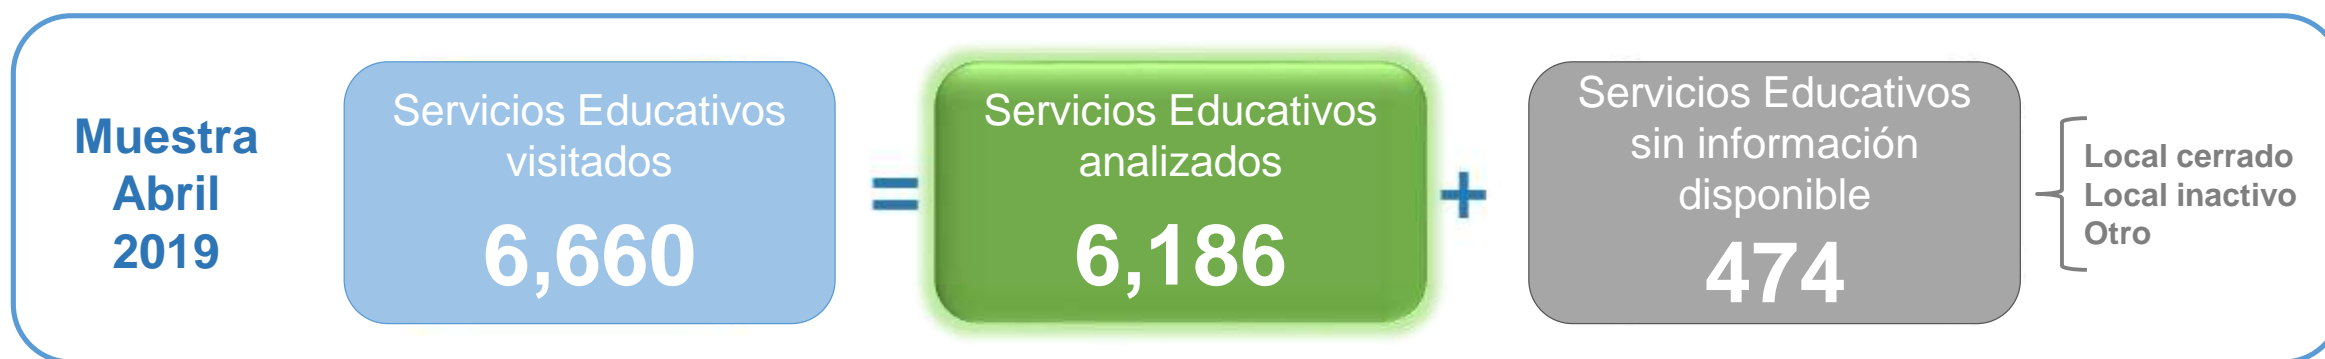 Muestra
Abril
2019
Servicios Educativos
visitados
6,660
=
Servicios Educativos
analizados
6,186
+
Servicios Educativos
sin información
disponible
474
Local cerrado
Local inactivo
Otro